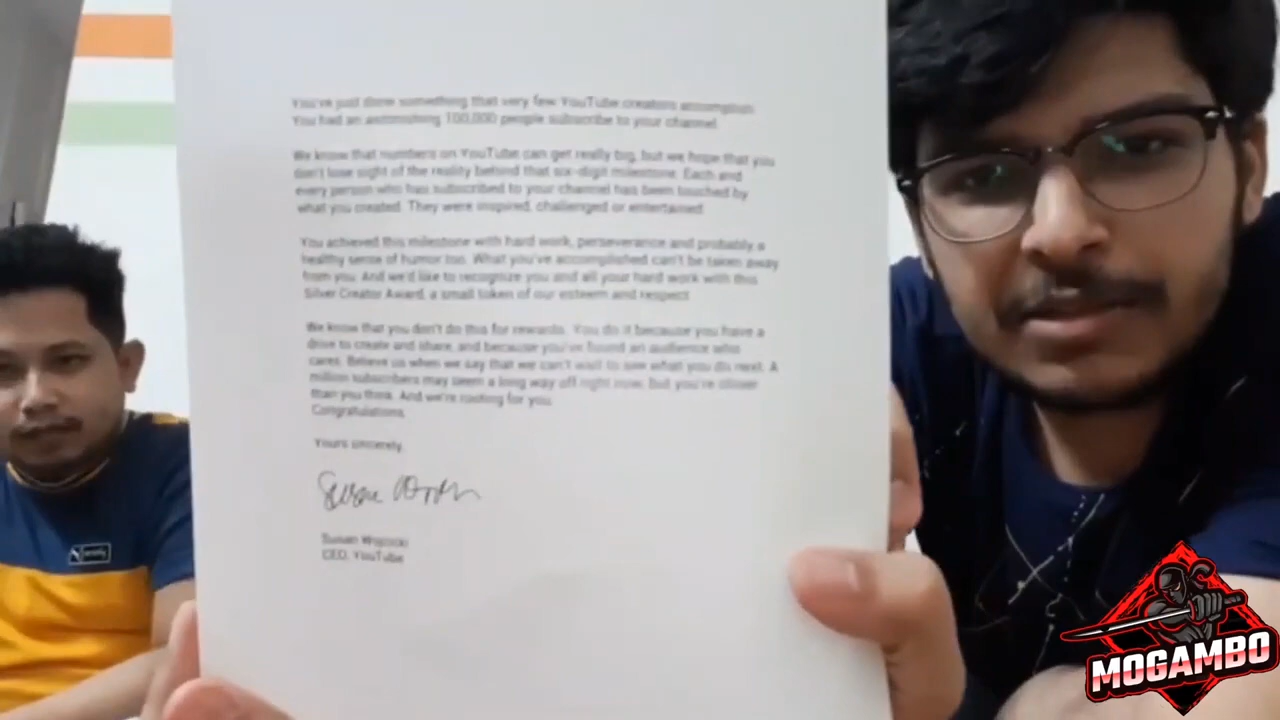 You've just done something that very few YouTube creators accomplish.
You had an astonishing 100,000 people subscribe to your channel.
We know that numbers on YouTube can get really big, but we hope that you
don't lose sight of the reality behind that six-digit milestone. Each and
every person who has subscribed to your channel has been touched by
what you created. They were inspired, challenged or entertained.
You achieved this milestone with hard work, perseverance and probably a
healthy sense of humor too. What you've accomplished can't be taken away
from you. And we'd like to recognize you and all your hard work with this
Silver Creator Award, a small token of our esteem and respect.
We know that you don't do this for rewards. You do it because you have a
drive to create and share, and because you've found an audience who
cares. Believe us when we say that we can't wait to see what you do next. A
million subscribers may seem a long way off right now, but you're closer
than you think. And we're rooting for you.
Congratulations,
Yours sincerely,
Susan Wojcicki
CEO, YouTube
MOGAMBO